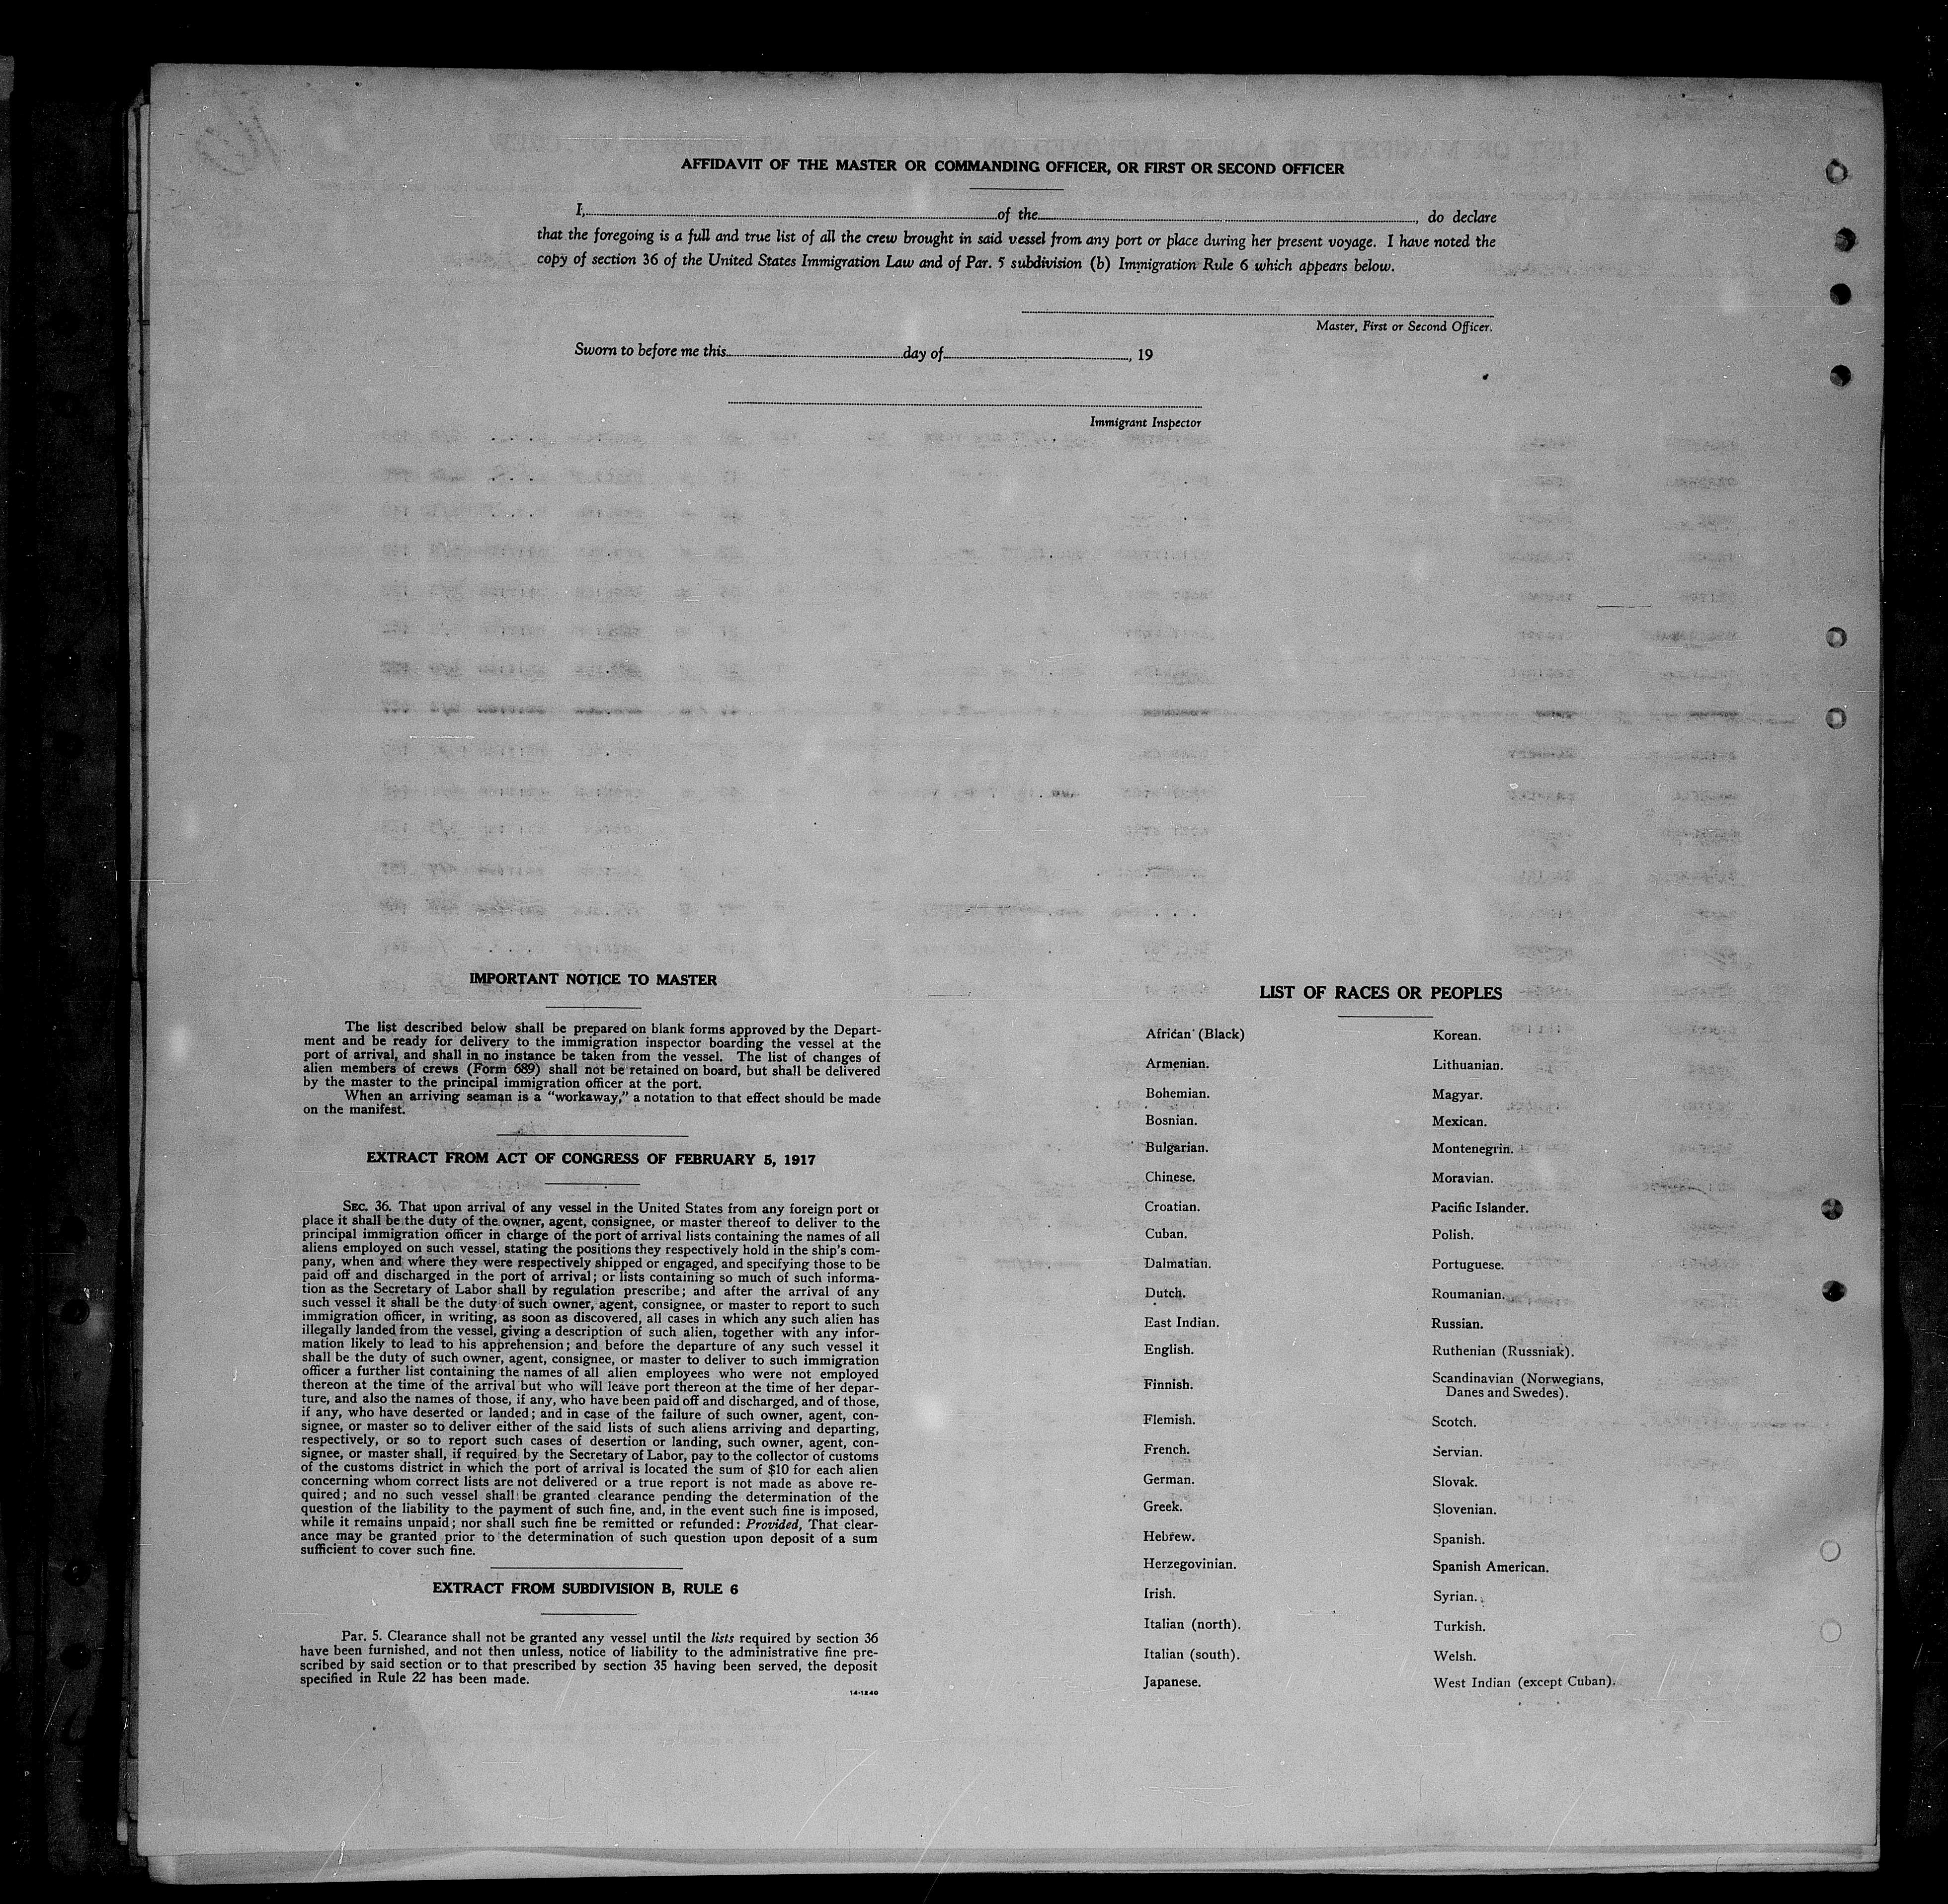 AFFIDAVIT OF THE MASTER OR COMMANDING OFFICER, OR FIRST OR SECOND OFFICER
I, of the , do declare
that the foregoing is a full and true list of all the crew brought in said vessel from any port or place during her present voyage. I have noted the
copy of section 36 of the United States Immigration Law and of Par. 5 subdivision (b) Immigration Rule 6 which appears below.
Master, First or Second Officer.
Sworn to before me this day of , 19
Immigrant Inspector
IMPORTANT NOTICE TO MASTER
The list described below shall be prepared on blank forms approved by the Depart-
ment and be ready for delivery to the immigration inspector boarding the vessel at the
port of arrival, and shall in no instance be taken from the vessel. The list of changes of
alien members of crews (Form 689) shall not be retained on board, but shall be delivered
by the master to the principal immigration officer at the port.
When an arriving seaman is a “workaway,” a notation to that effect should be made
on the manifest.
EXTRACT FROM ACT OF CONGRESS OF FEBRUARY 5, 1917
SEC. 36. That upon arrival of any vessel in the United States from any foreign port or
place it shall be the duty of the owner, agent, consignee, or master thereof to deliver to the
principal immigration officer in charge of the port of arrival lists containing the names of all
aliens employed on such vessel, stating the positions they respectively hold in the ship's com-
pany, when and where they were respectively shipped or engaged, and specifying those to be
paid off and discharged in the port of arrival; or lists containing so much of such informa-
tion as the Secretary of Labor shall by regulation prescribe; and after the arrival of any
such vessel it shall be the duty of such owner, agent, consignee, or master to report to such
immigration officer, in writing, as soon as discovered, all cases in which any such alien has
illegally landed from the vessel, giving a description of such alien, together with any infor-
mation likely to lead to his apprehension; and before the departure of any such vessel it
shall be the duty of such owner, agent, consignee, or master to deliver to such immigration
officer a further list containing the names of all alien employees who were not employed
thereon at the time of the arrival but who will leave port thereon at the time of her depar-
ture, and also the names of those, if any, who have been paid off and discharged, and of those,
if any, who have deserted or landed; and in case of the failure of such owner, agent, con-
signee, or master so to deliver either of the said lists of such aliens arriving and departing,
respectively, or so to report such cases of desertion or landing, such owner, agent, con-
signee, or master shall, if required by the Secretary of Labor, pay to the collector of customs
of the customs district in which the port of arrival is located the sum of $10 for each alien
concerning whom correct lists are not delivered or a true report is not made as above re-
quired; and no such vessel shall be granted clearance pending the determination of the
question of the liability to the payment of such fine, and, in the event such fine is imposed,
while it remains unpaid; nor shall such fine be remitted or refunded: Provided, That clear-
ance may be granted prior to the determination of such question upon deposit of a sum
sufficient to cover such fine.
EXTRACT FROM SUBDIVISION B, RULE 6
Par. 5. Clearance shall not be granted any vessel until the lists required by section 36
have been furnished, and not then unless, notice of liability to the administrative fine pre-
scribed by said section or to that prescribed by section 35 having been served, the deposit
specified in Rule 22 has been made.
14-1240
LIST OF RACES OR PEOPLES
African (Black)
Armenian.
Bohemian.
Bosnian.
Bulgarian.
Chinese.
Croatian.
Cuban.
Dalmatian.
Dutch.
East Indian.
English.
Finnish.
Flemish.
French.
German.
Greek.
Hebrew.
Herzegovinian.
Irish.
Italian (north).
Italian (south).
Japanese.
Korean.
Lithuanian.
Magyar.
Mexican.
Montenegrin.
Moravian.
Pacific Islander.
Polish.
Portuguese.
Roumanian.
Russian.
Ruthenian (Russniak).
Scandinavian (Norwegians,
Danes and Swedes).
Scotch.
Servian.
Slovak.
Slovenian.
Spanish.
Spanish American.
Syrian.
Turkish.
Welsh.
West Indian (except Cuban).